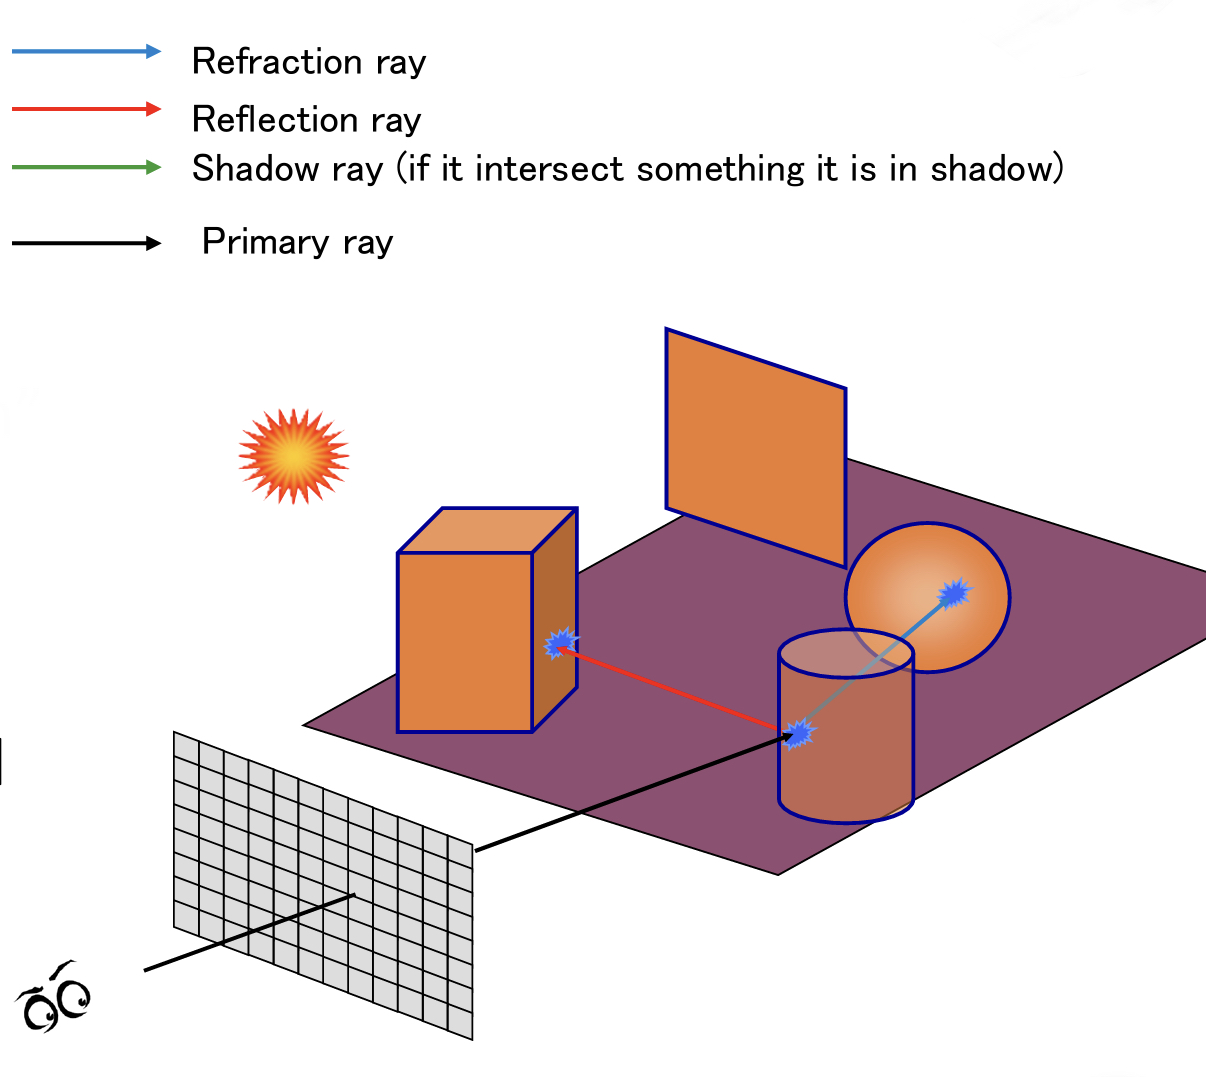 Refraction ray
Reflection ray
Shadow ray (if it intersect something it is in shadow)
Primary ray